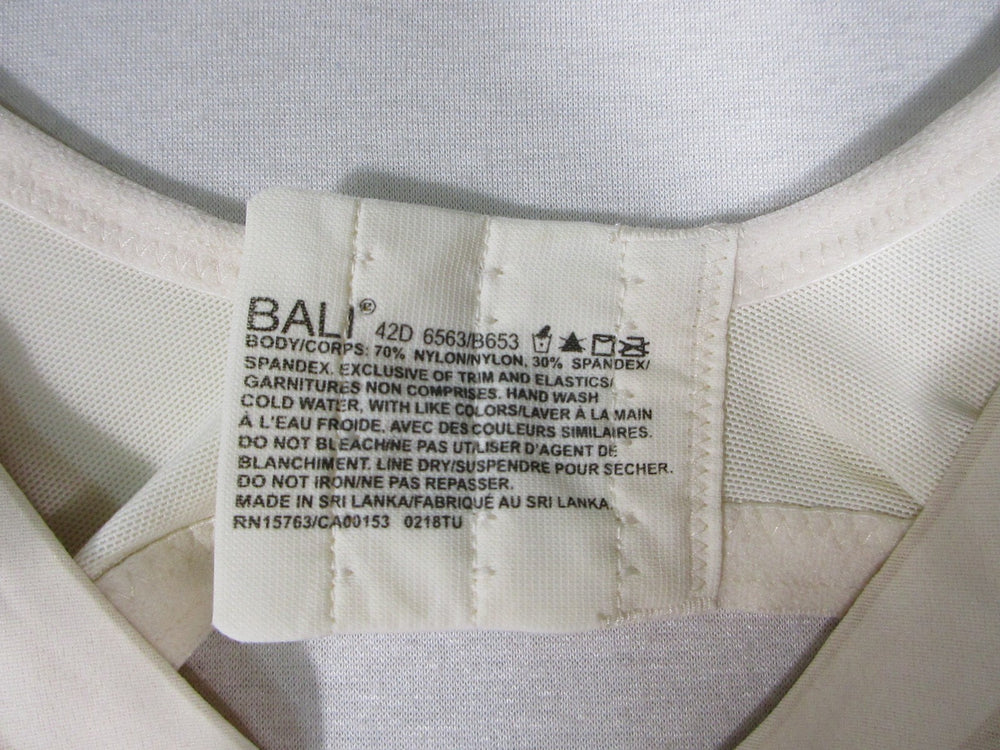 BALI® 42D 6563/B653
BODY/CORPS: 70% NYLON/NYLON, 30% SPANDEX/
SPANDEX. EXCLUSIVE OF TRIM AND ELASTICS/
GARNITURES NON COMPRISES. HAND WASH
COLD WATER, WITH LIKE COLORS/LAVER À LA MAIN
À L'EAU FROIDE, AVEC DES COULEURS SIMILAIRES.
DO NOT BLEACH/NE PAS UTILISER D'AGENT DE
BLANCHIMENT. LINE DRY/SUSPENDRE POUR SÉCHER.
DO NOT IRON/NE PAS REPASSER.
MADE IN SRI LANKA/FABRIQUÉ AU SRI LANKA.
RN15763/CA00153 0218TU